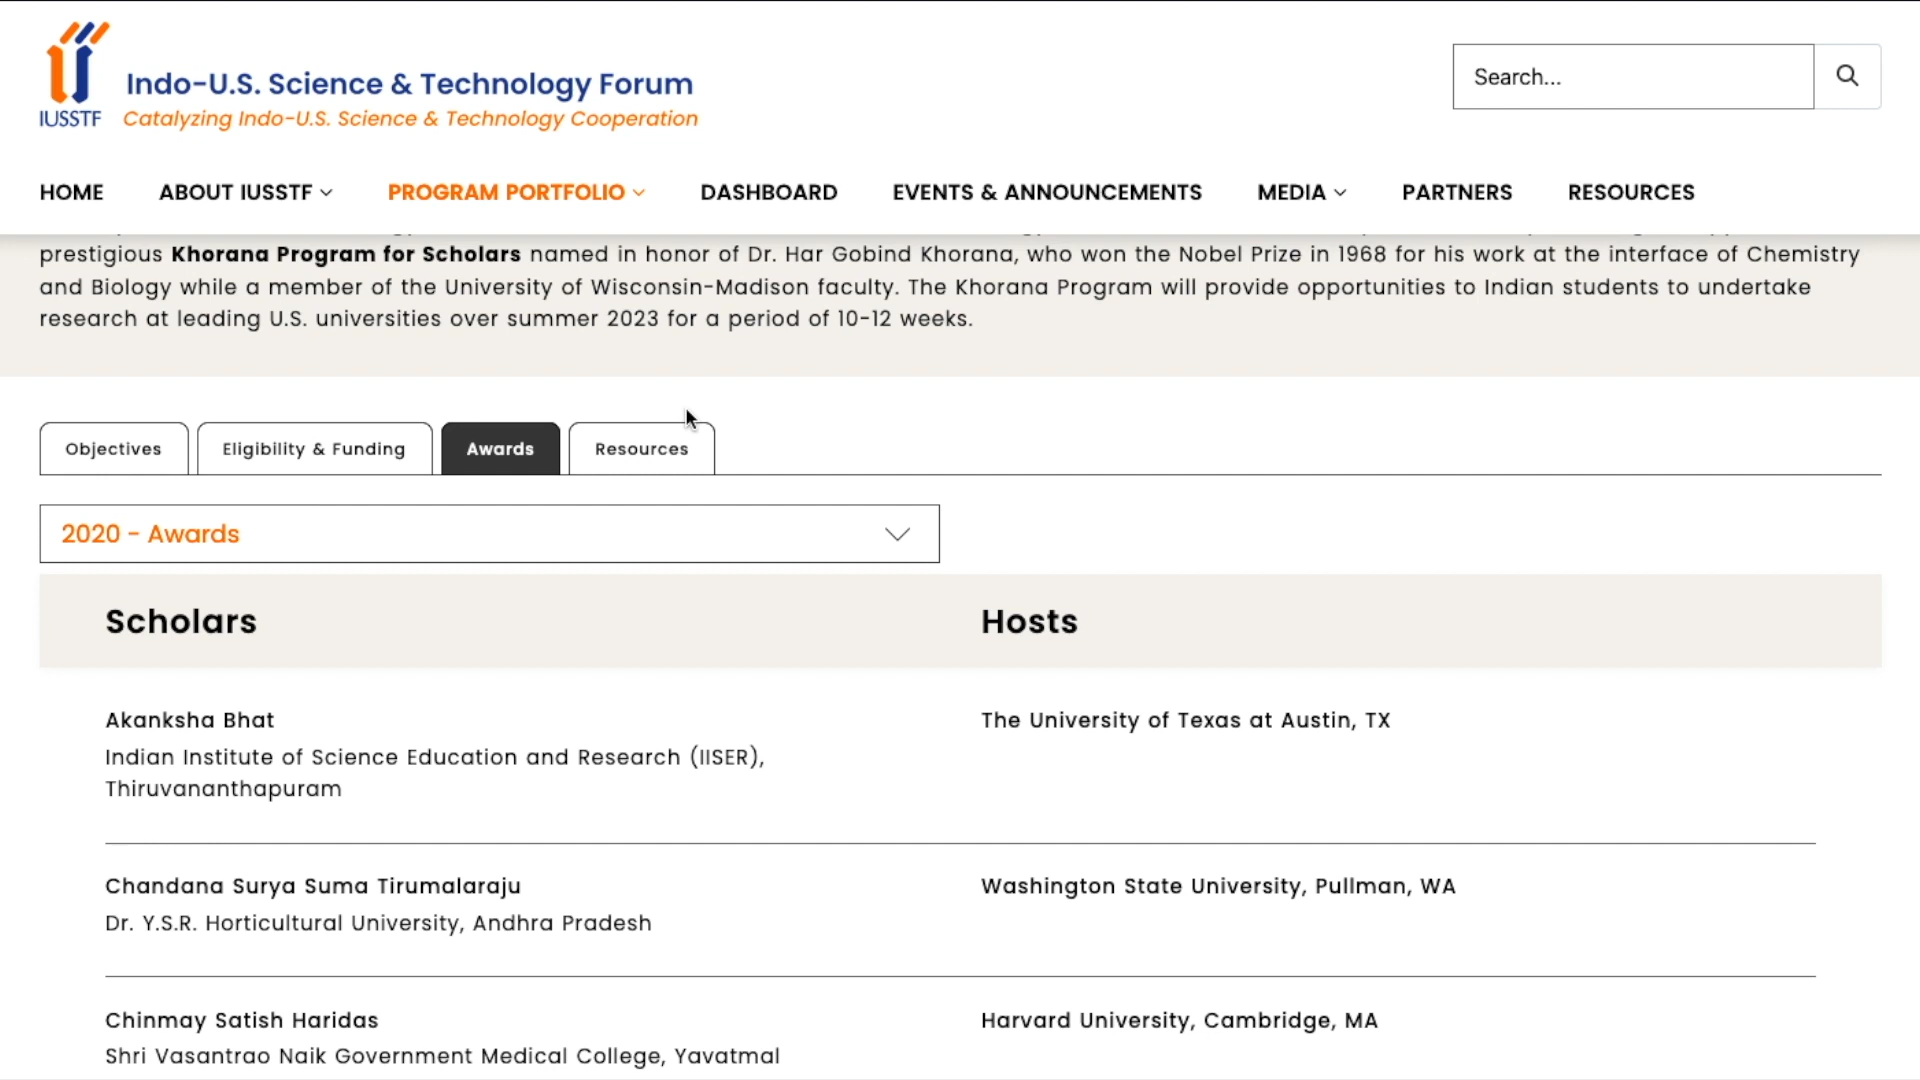 Indo-U.S. Science & Technology Forum
IUSSTF
Catalyzing Indo-U.S. Science & Technology Cooperation
Search...
HOME
ABOUT IUSSTF
PROGRAM PORTFOLIO
DASHBOARD
EVENTS & ANNOUNCEMENTS
MEDIA
PARTNERS
RESOURCES
prestigious Khorana Program for Scholars named in honor of Dr. Har Gobind Khorana, who won the Nobel Prize in 1968 for his work at the interface of Chemistry
and Biology while a member of the University of Wisconsin-Madison faculty. The Khorana Program will provide opportunities to Indian students to undertake
research at leading U.S. universities over summer 2023 for a period of 10-12 weeks.
Objectives
Eligibility & Funding
Awards
Resources
2020 - Awards
Scholars
Hosts
Akanksha Bhat
The University of Texas at Austin, TX
Indian Institute of Science Education and Research (IISER),
Thiruvananthapuram
Chandana Surya Suma Tirumalaraju
Washington State University, Pullman, WA
Dr. Y.S.R. Horticultural University, Andhra Pradesh
Chinmay Satish Haridas
Harvard University, Cambridge, MA
Shri Vasantrao Naik Government Medical College, Yavatmal